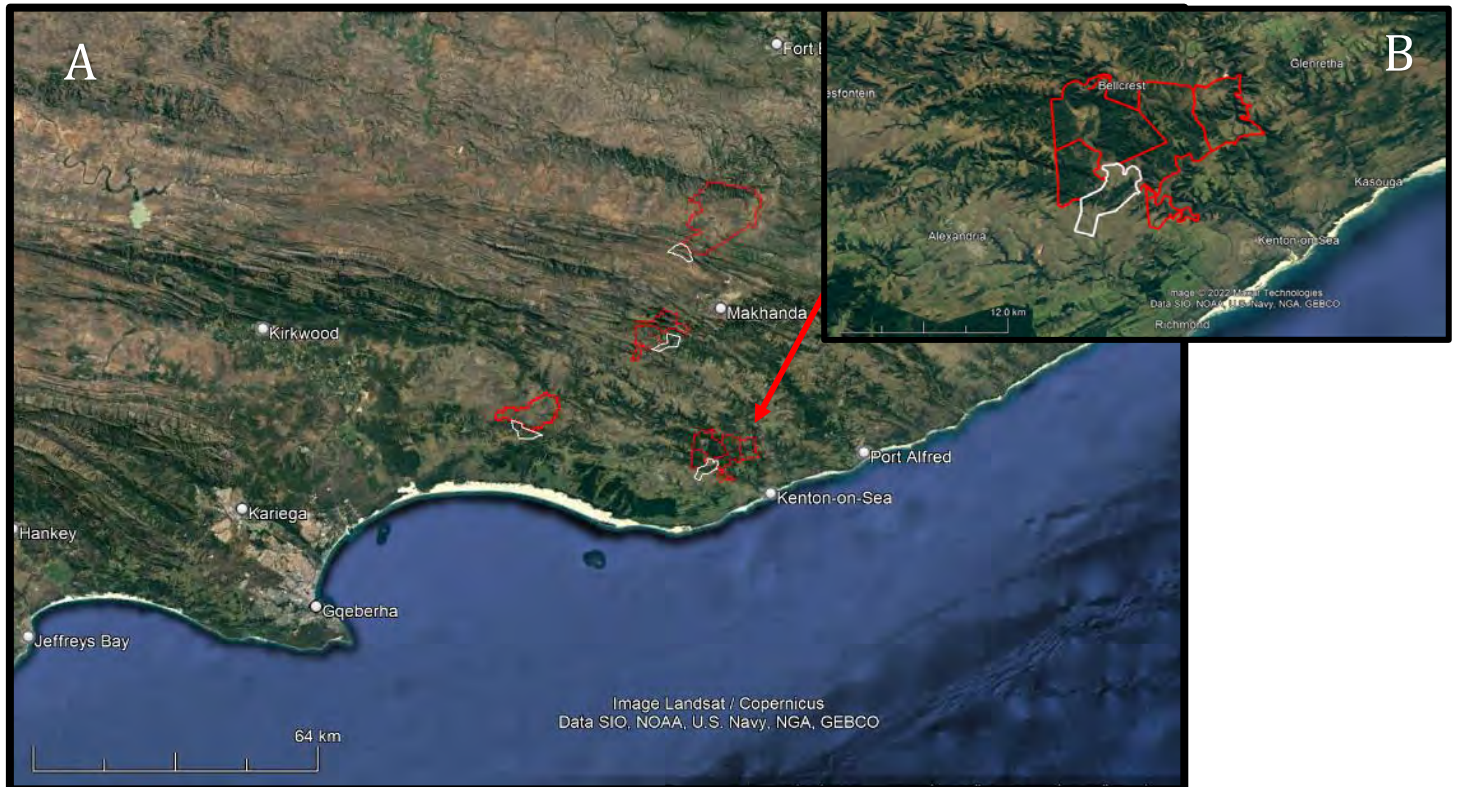 A
Fort
Kirkwood
Makhanda
Port Alfred
Kenton-on-Sea
Kariega
Hankey
Gqeberha
Jeffreys Bay
Image Landsat / Copernicus
Data SIO, NOAA, U.S. Navy, NGA, GEBCO
64 km
B
Glenretha
Bellcrest
esfontein
Kasouga
Alexandria
Kenton-on-Sea
Image © 2022 Maxar Technologies
Data SIO, NOAA, U.S. Navy, NGA, GEBCO
12.0 km
Richmond